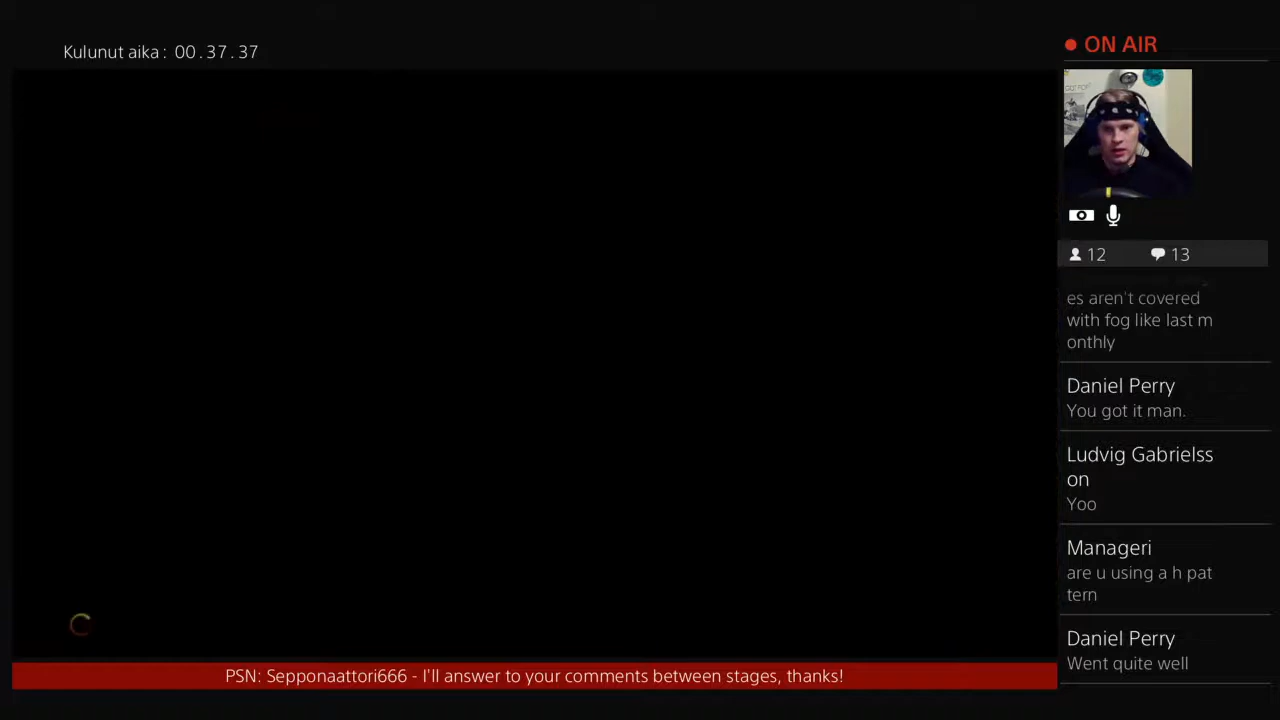 Kulunut aika : 00.37.37
ON AIR
12
13
es aren't covered
with fog like last m
onthly
Daniel Perry
You got it man.
Ludvig Gabrielss
on
Yoo
Manageri
are u using a h pat
tern
Daniel Perry
Went quite well
PSN: Sepponaattori666 - I'll answer to your comments between stages, thanks!